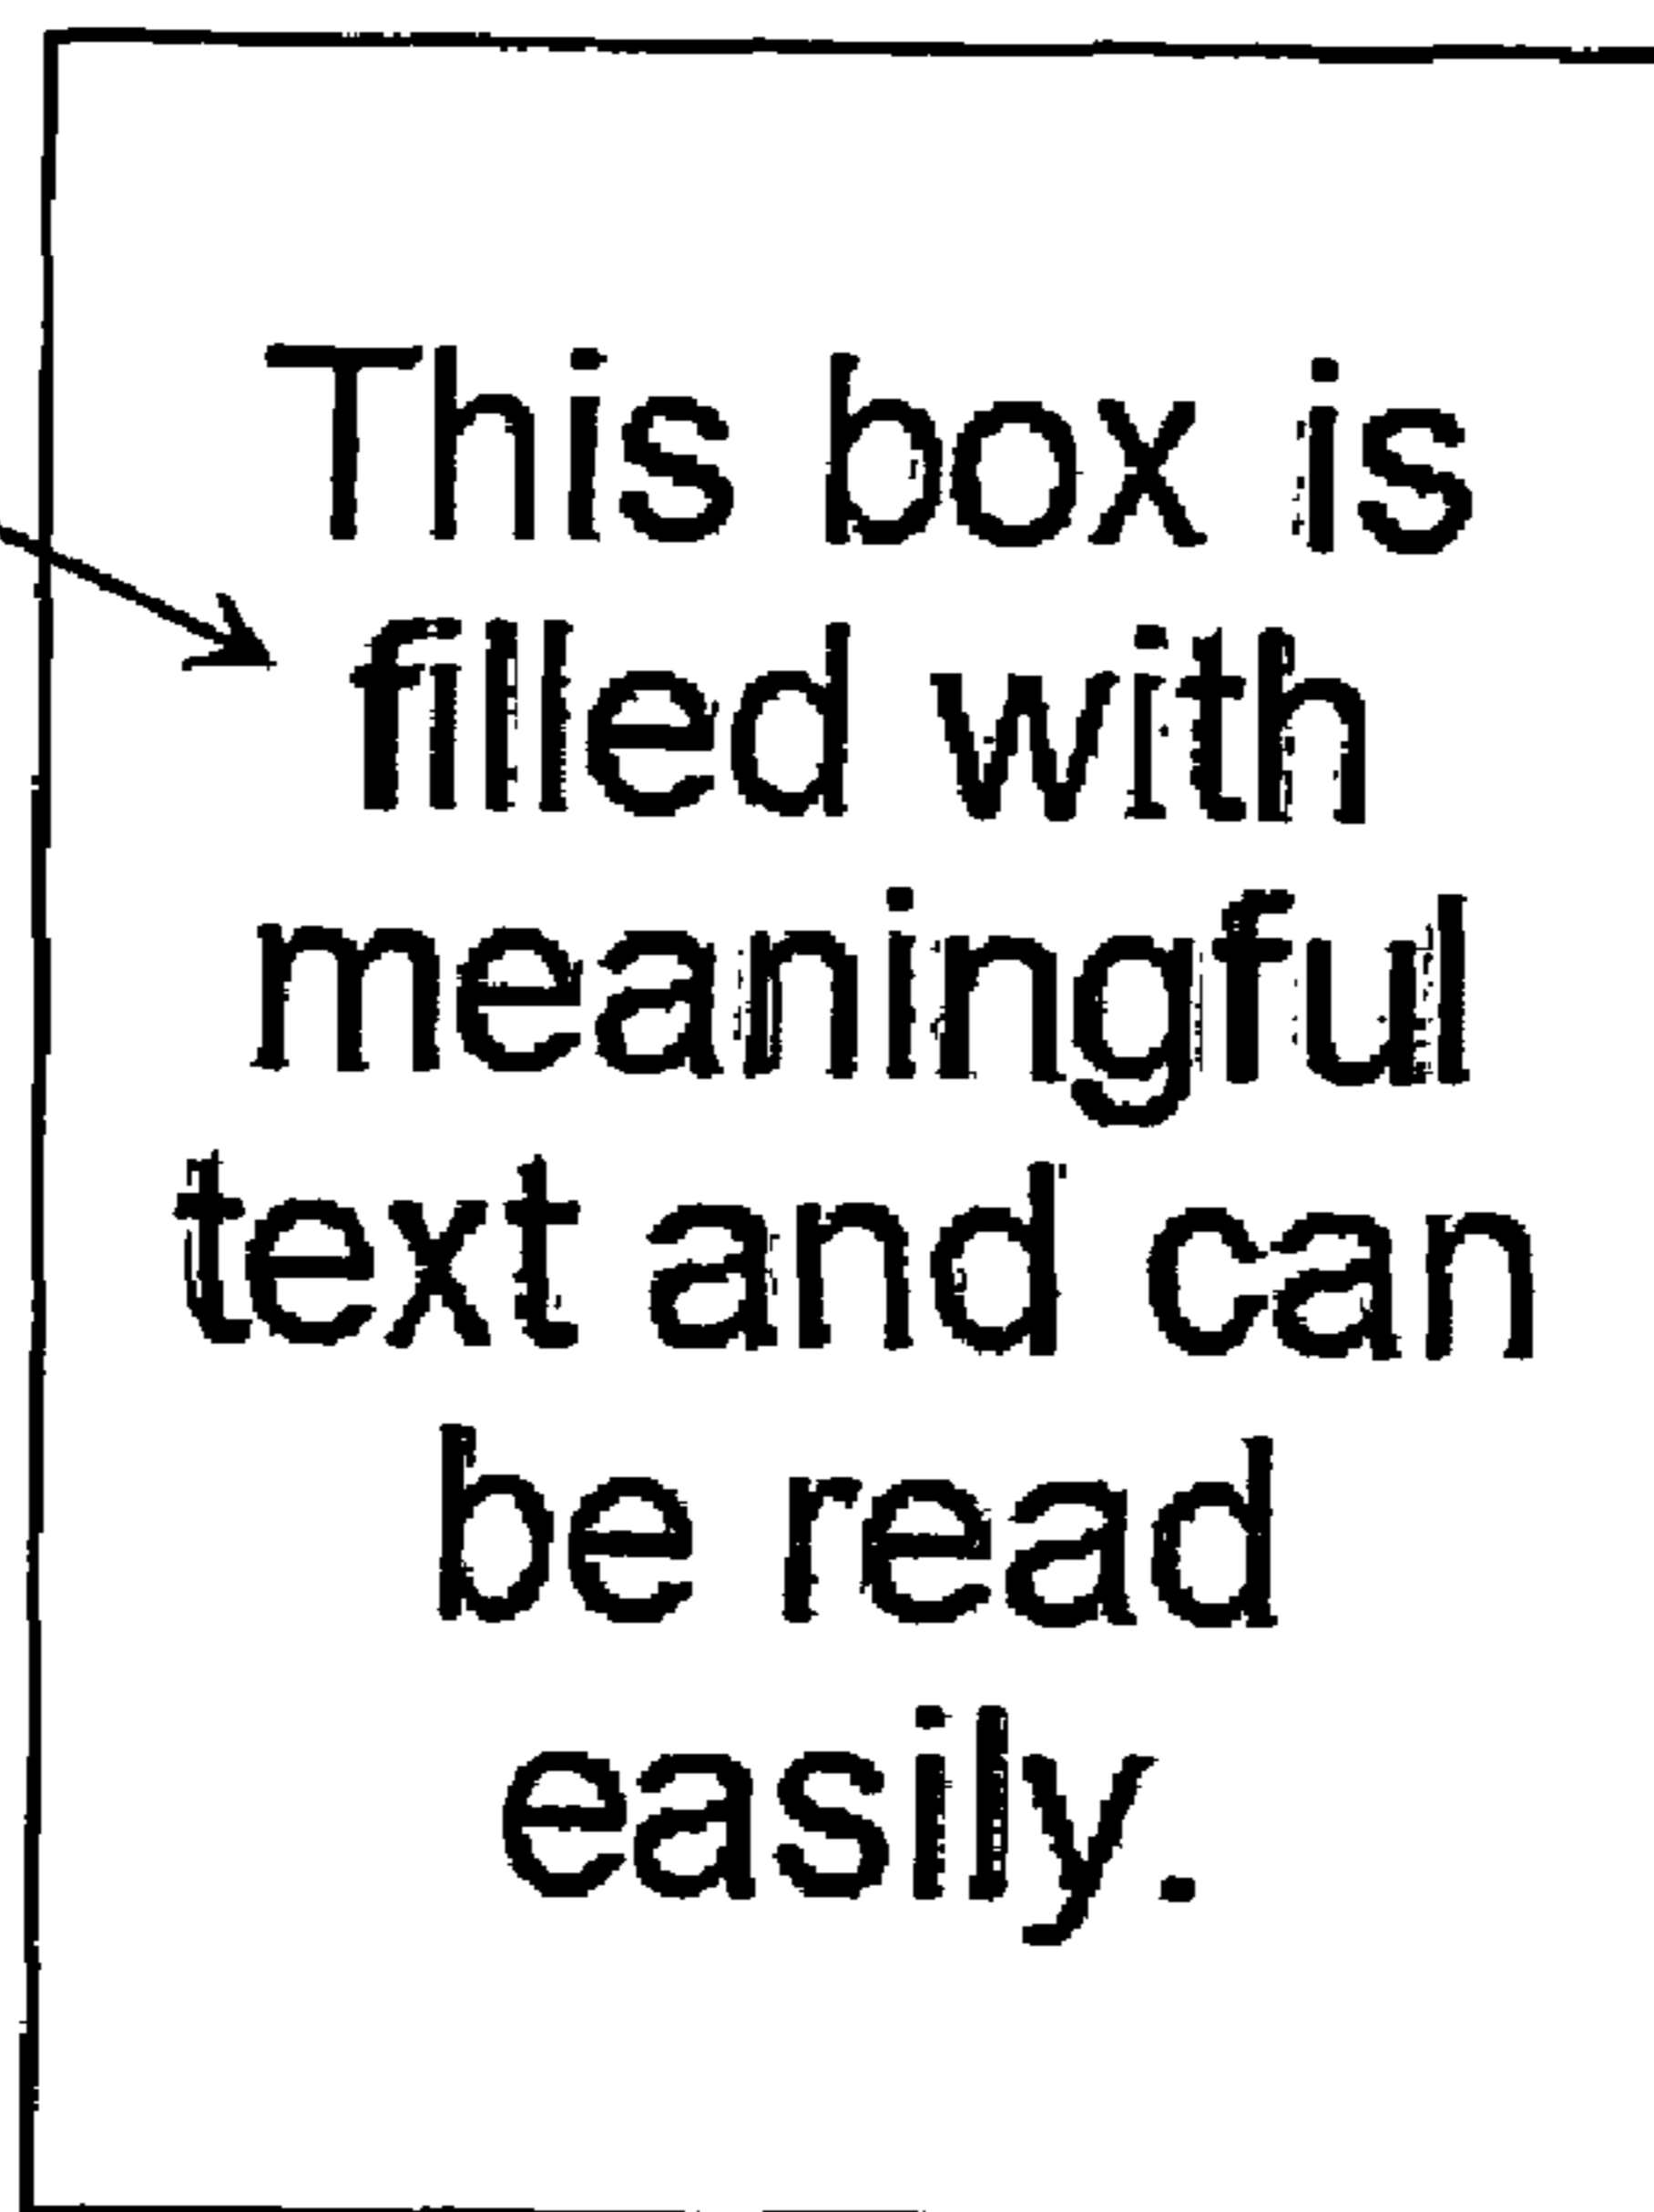 This box is
filled with
meaningful
text and can
be read
easily.